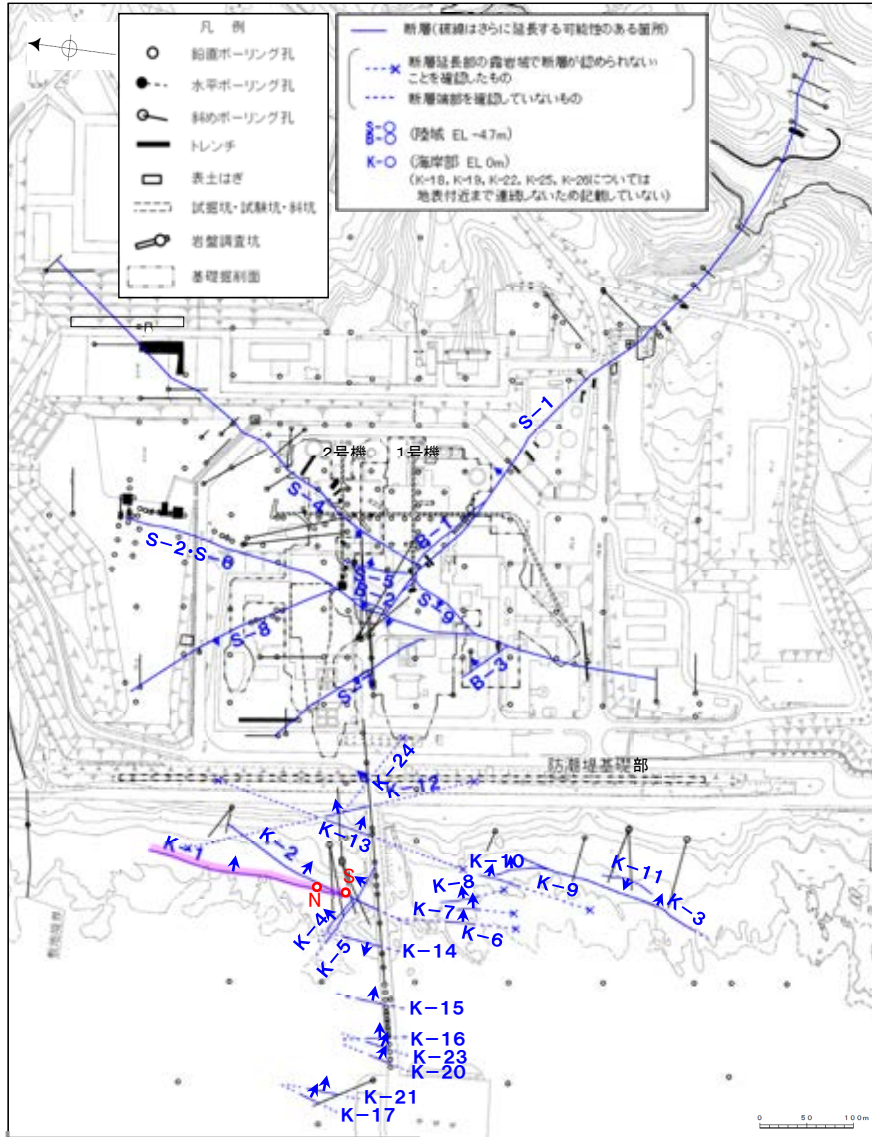 凡 例
鉛直ボーリング孔
水平ボーリング孔
斜めボーリング孔
トレンチ
表土はぎ
試掘坑・試験坑・斜坑
岩盤調査坑
基礎掘削面
断層(破線はさらに延長する可能性のある箇所)
断層延長部の露岩域で断層が認められない
ことを確認したもの
断層端部を確認していないもの
S-○
B-○
(陸域 EL -4.7m)
K-○
(海岸部 EL 0m)
(K-18, K-19, K-22, K-25, K-26については
地表付近まで連続しないため記載していない)
S-1
2号機
1号機
S-4
B-1
S-2・S-6
S-5
B-2
S-9
S-8
S-7
B-3
K-24
防潮堤基礎部
K-12
K-1
K-2
K-13
K-10
K-11
K-8
K-9
K-3
N
S
K-4
K-7
K-6
K-5
K-14
敷地境界
K-15
K-16
K-23
K-20
K-21
K-17
0 50 100m